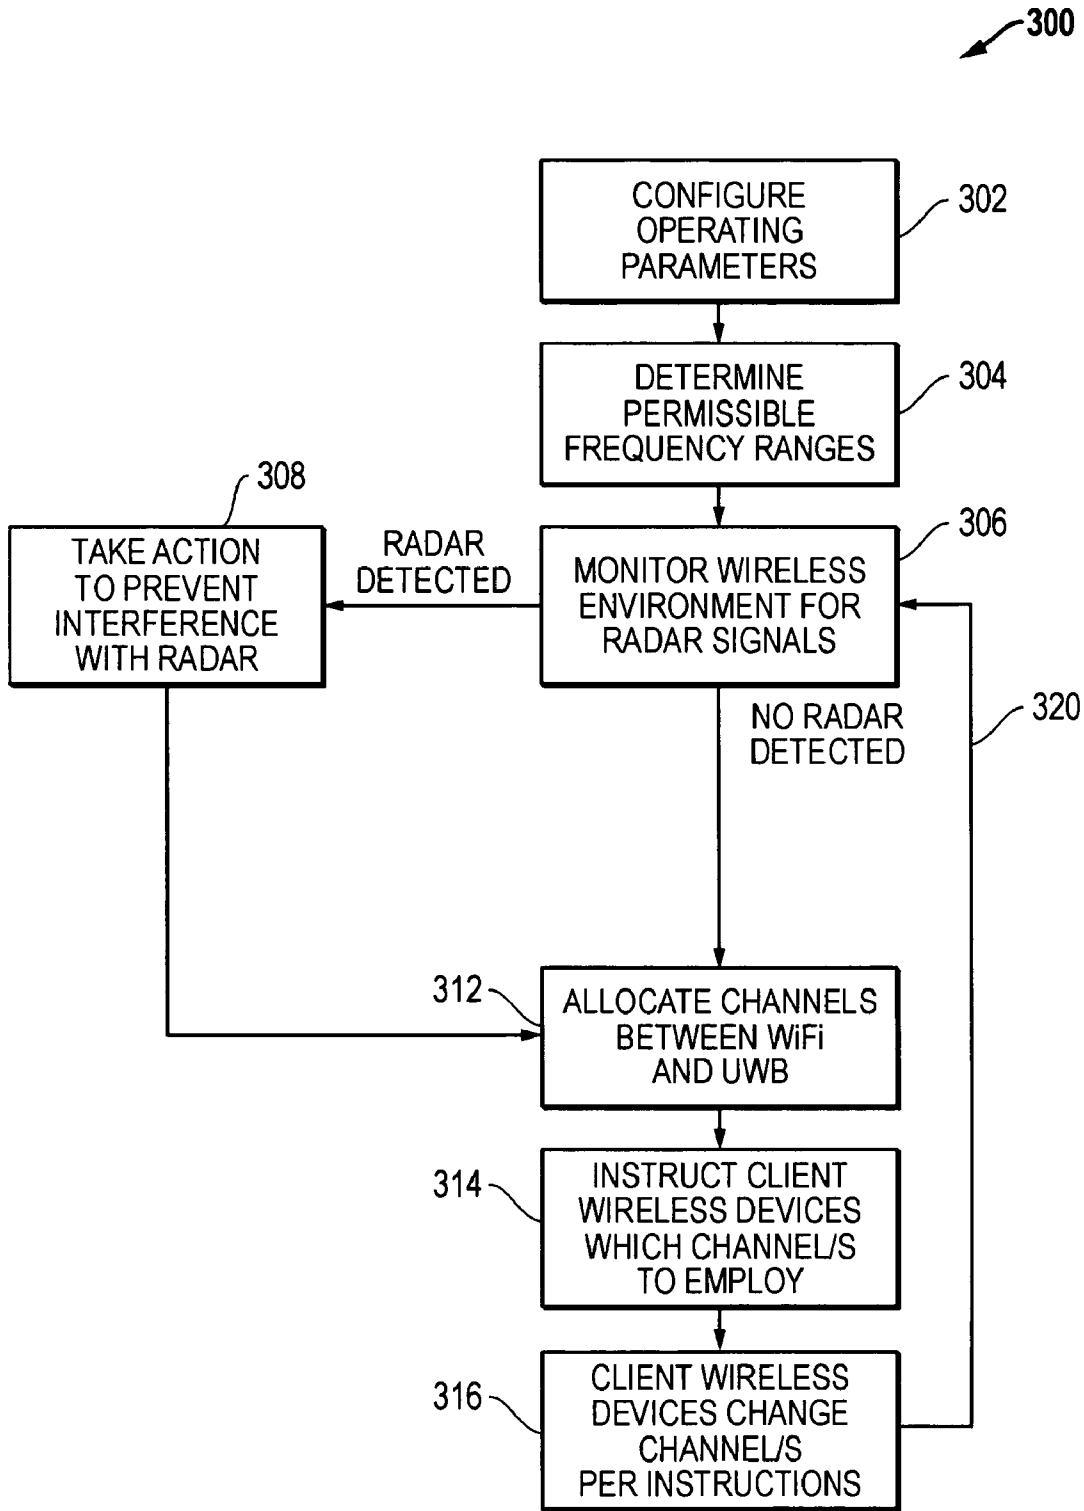 300
CONFIGURE
OPERATING
PARAMETERS
302
DETERMINE
PERMISSIBLE
FREQUENCY RANGES
304
308
TAKE ACTION
TO PREVENT
INTERFERENCE
WITH RADAR
RADAR
DETECTED
MONITOR WIRELESS
ENVIRONMENT FOR
RADAR SIGNALS
306
NO RADAR
DETECTED
320
312
ALLOCATE CHANNELS
BETWEEN WiFi
AND UWB
314
INSTRUCT CLIENT
WIRELESS DEVICES
WHICH CHANNEL/S
TO EMPLOY
316
CLIENT WIRELESS
DEVICES CHANGE
CHANNEL/S
PER INSTRUCTIONS